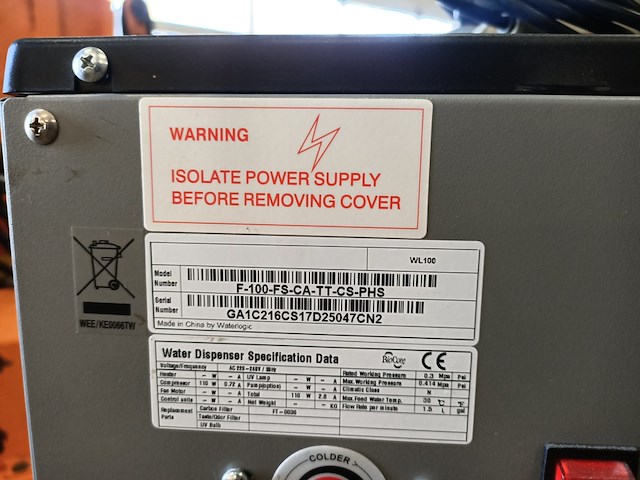 WARNING
ISOLATE POWER SUPPLY
BEFORE REMOVING COVER
WL100
Model Number F-100-FS-CA-TT-CS-PHS
Serial Number GA1C216CS17D25047CN2
Made in China by Waterlogic
WEE/KE0066TW
Water Dispenser Specification Data BioCote CE
Voltage/Frequency AC 220~240V / 50Hz Rated Working Pressure 0.3 Mpa Psi
Heater - W - A UV Lamp - W - A Max.Working Pressure 0.414 Mpa Psi
Compressor 110 W 0.72 A Pump(option) - W - A Climatic Class N
Fan Motor - W - A Total 110 W 2.8 A Max.Feed Water Temp. °C °F
Control units - W - A Net Weight - KG Flow Rate per minute 1.5 L gal
Replacement Parts Carbon Filter
Taste/Odor Filter
UV Bulb
COLDER